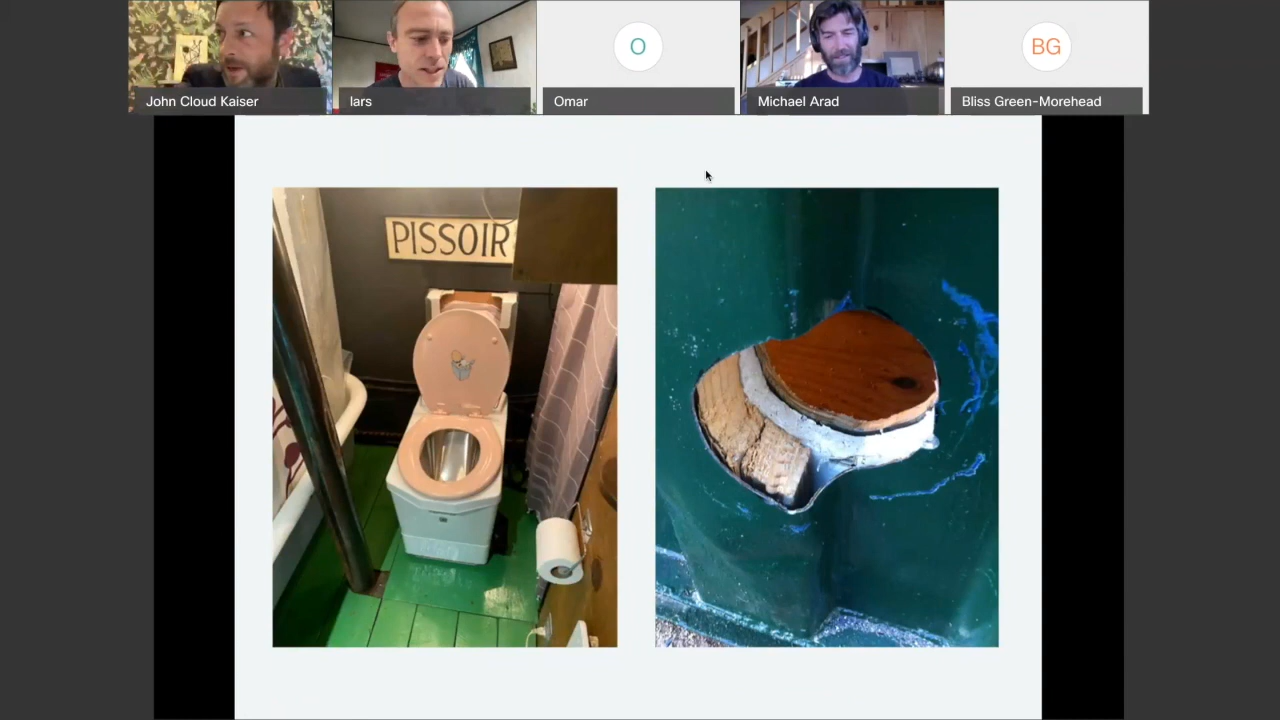 John Cloud Kaiser
lars
O
Omar
Michael Arad
BG
Bliss Green-Morehead
PISSOIR